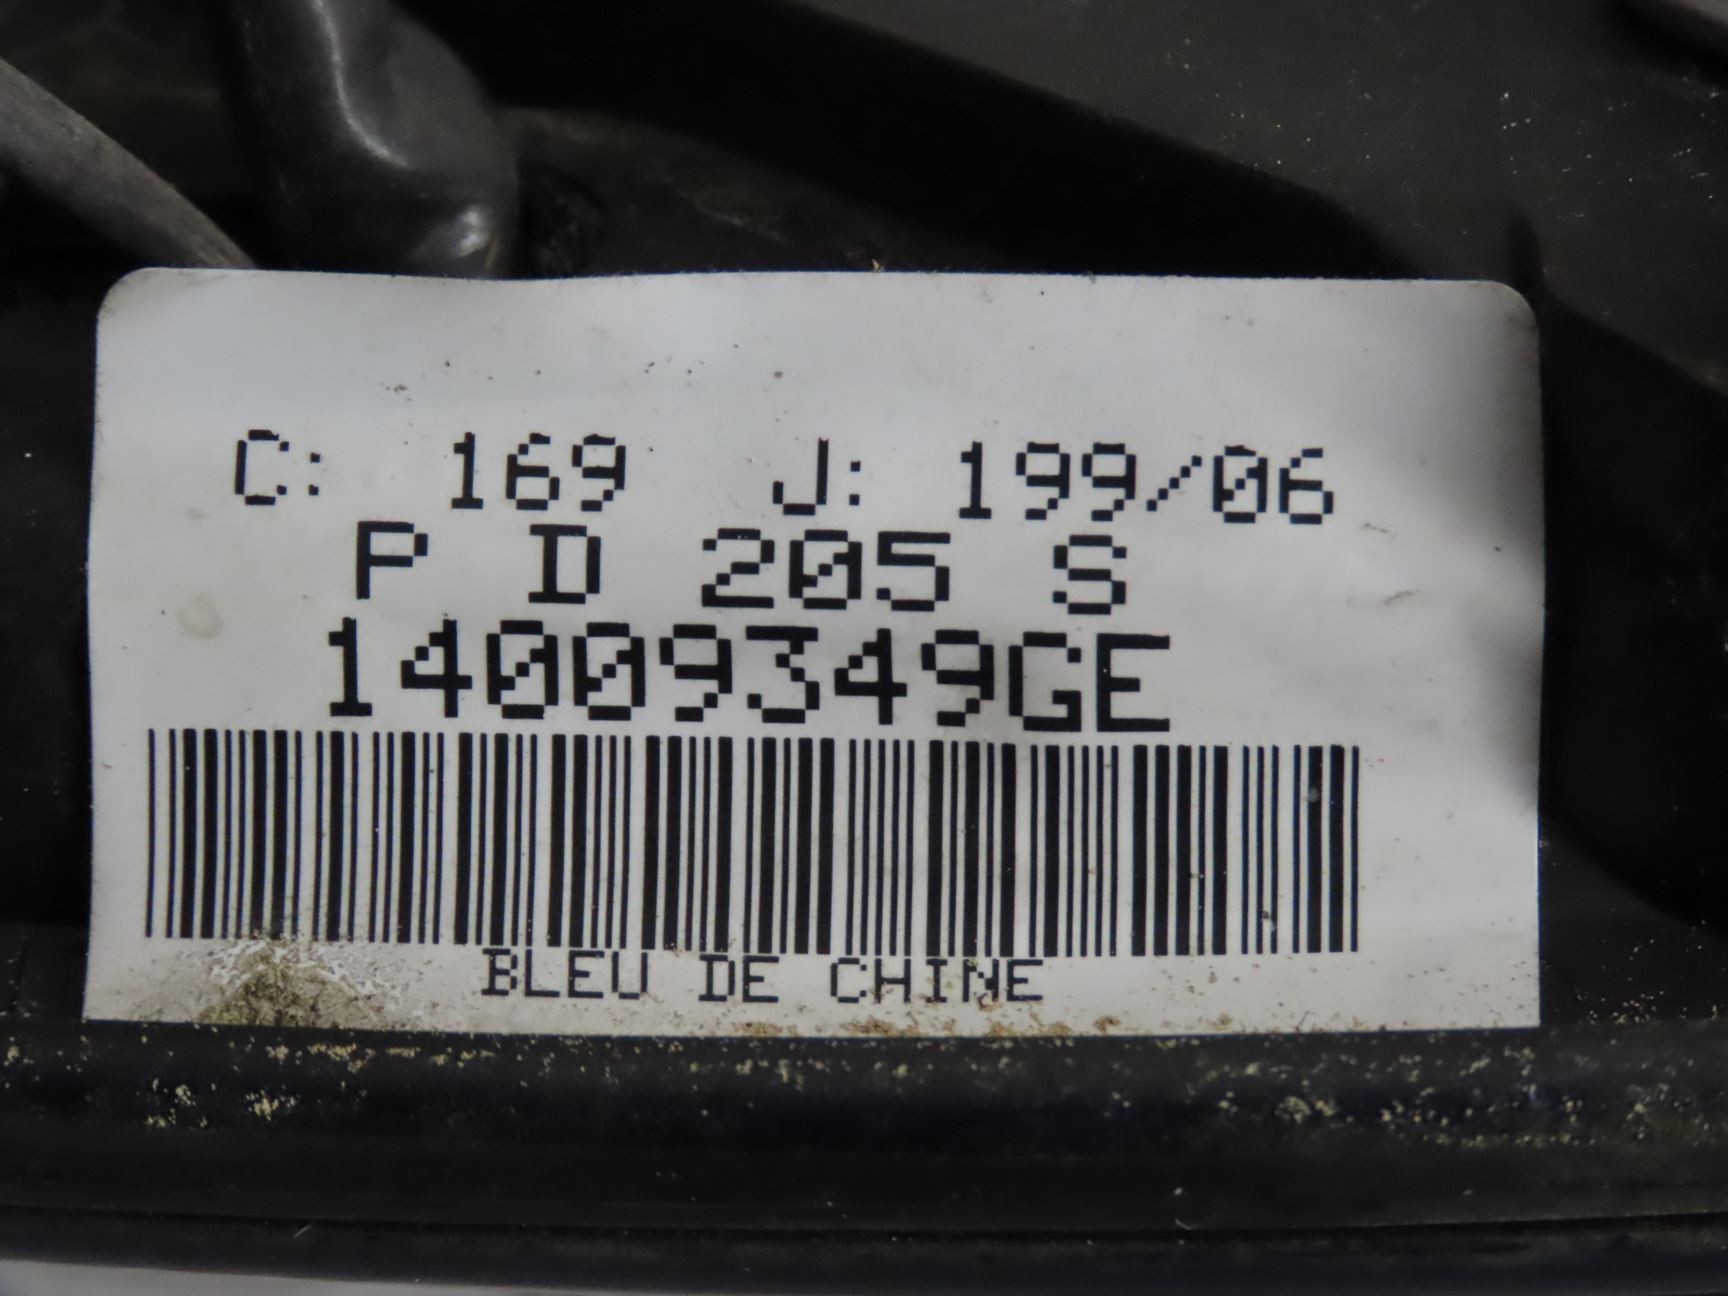 C: 169 J: 199/06
P D 205 S
14009349GE
BLEU DE CHINE